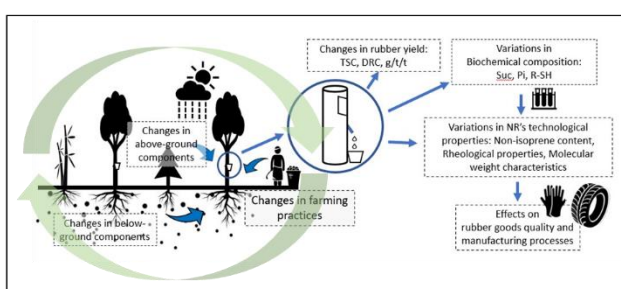 Changes in rubber yield:
TSC, DRC, g/t/t
Variations in
Biochemical composition:
Suc, Pi, R-SH
Changes in
above-ground
components
Variations in NR's technological
properties: Non-isoprene content,
Rheological properties, Molecular
weight characteristics
Changes in farming
practices
Changes in below-
ground components
Effects on
rubber goods quality and
manufacturing processes